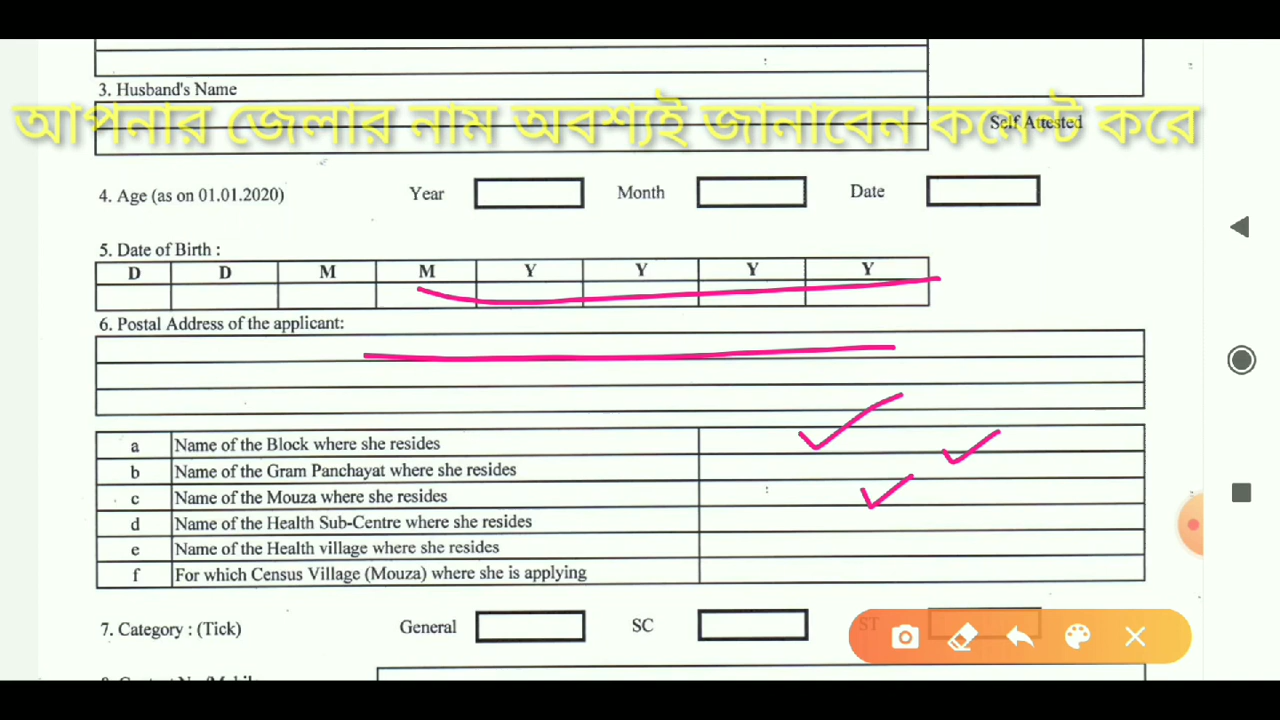 3. Husband's Name
আপনার জেলার নাম অবশ্যই জানাবেন কমেন্ট করে
Self Attested
4. Age (as on 01.01.2020) Year Month Date
5. Date of Birth :
D D M M Y Y Y Y
6. Postal Address of the applicant:
a Name of the Block where she resides
b Name of the Gram Panchayat where she resides
c Name of the Mouza where she resides
d Name of the Health Sub-Centre where she resides
e Name of the Health village where she resides
f For which Census Village (Mouza) where she is applying
7. Category : (Tick) General SC ST